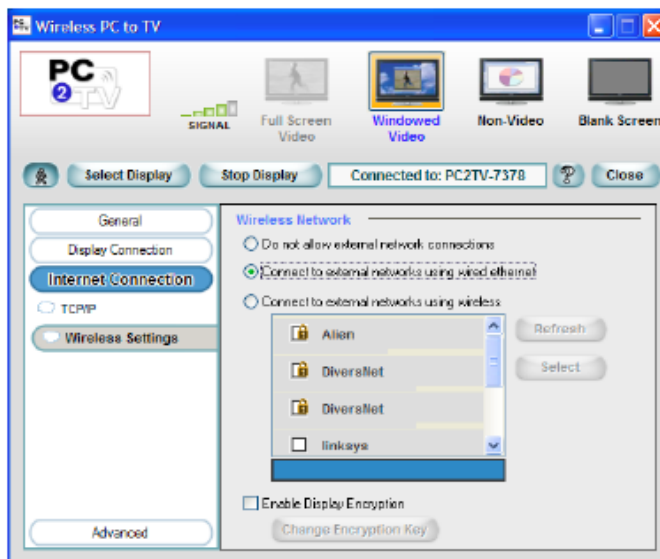 Wireless PC to TV
PC
2 TV
SIGNAL
Full Screen
Video
Windowed
Video
Non-Video
Blank Screen
Select Display
Stop Display
Connected to: PC2TV-7378
?
Close
General
Display Connection
Internet Connection
TCP/IP
Wireless Settings
Advanced
Wireless Network
Do not allow external network connections
Connect to external networks using wired ethernet
Connect to external networks using wireless
Alien
DiversNet
DiversNet
linksys
Refresh
Select
Enable Display Encryption
Change Encryption Key